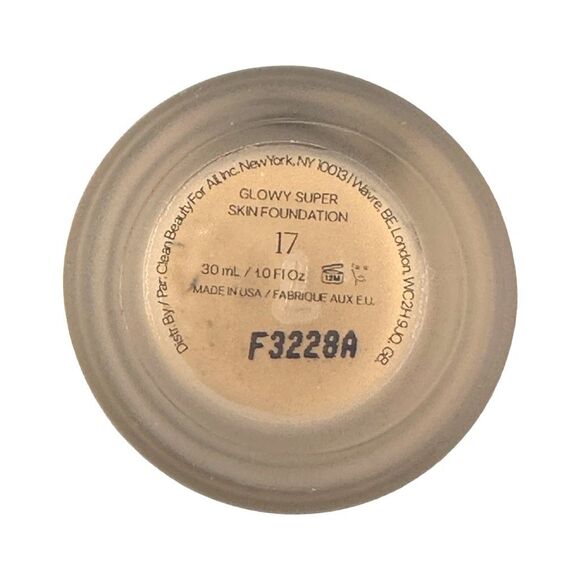 Distr. By / Par. Clean Beauty For All, Inc. New York, NY 10013 | Wavre. BE, London, WC2H 9JQ, GB.
GLOWY SUPER
SKIN FOUNDATION
17
30 mL / 1.0 Fl Oz
12M
MADE IN USA / FABRIQUE AUX E.U.
F3228A